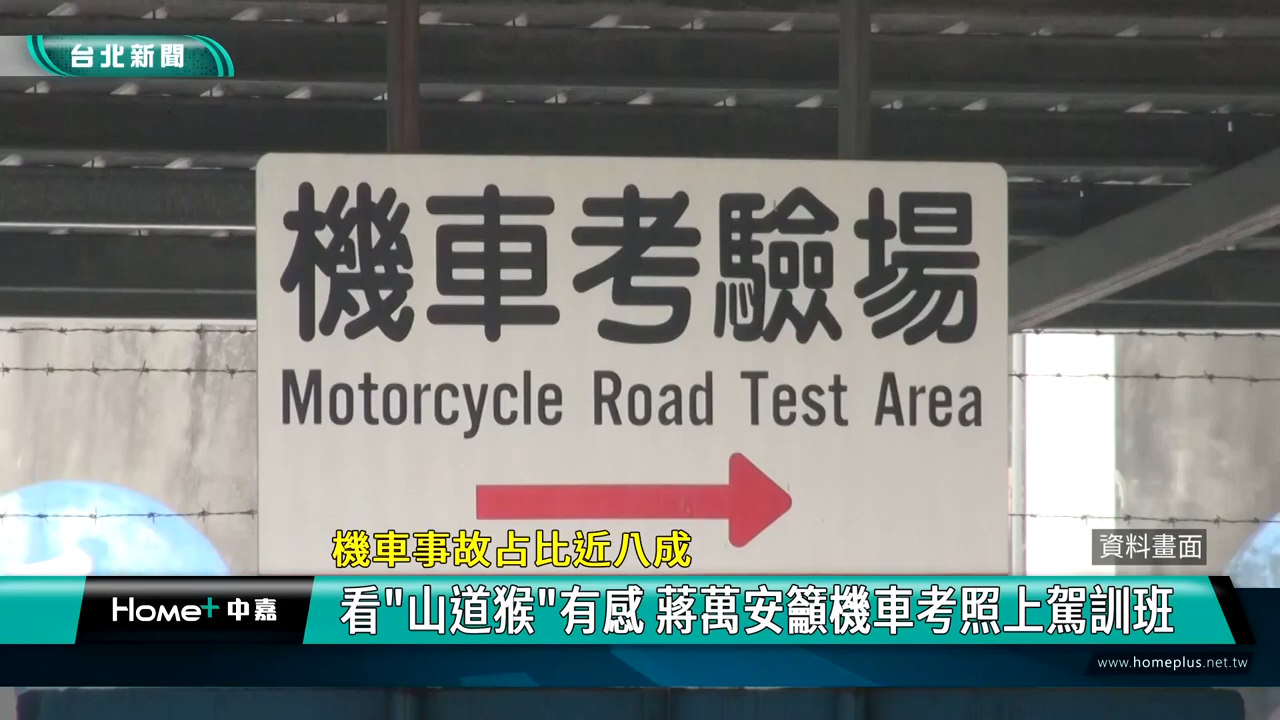 台北新聞
機車考驗場
Motorcycle Road Test Area
機車事故占比近八成
資料畫面
Home+中嘉
看"山道猴"有感 蔣萬安籲機車考照上駕訓班
www.homeplus.net.tw